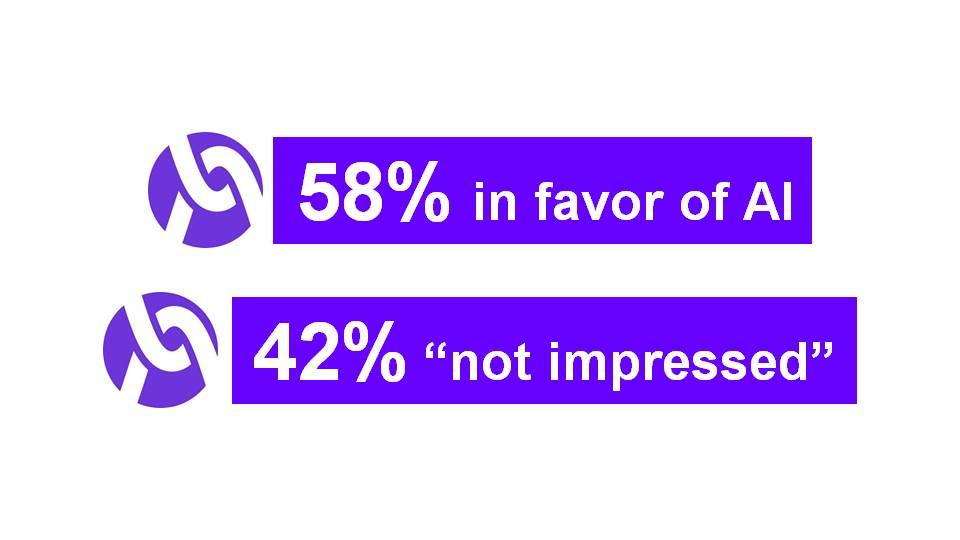 58% in favor of AI
42% “not impressed”